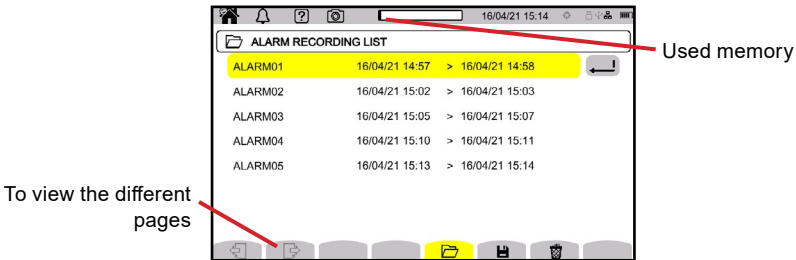 16/04/21 15:14
ALARM RECORDING LIST
Used memory
ALARM01 16/04/21 14:57 > 16/04/21 14:58
ALARM02 16/04/21 15:02 > 16/04/21 15:03
ALARM03 16/04/21 15:05 > 16/04/21 15:07
ALARM04 16/04/21 15:10 > 16/04/21 15:11
ALARM05 16/04/21 15:13 > 16/04/21 15:14
To view the different
pages